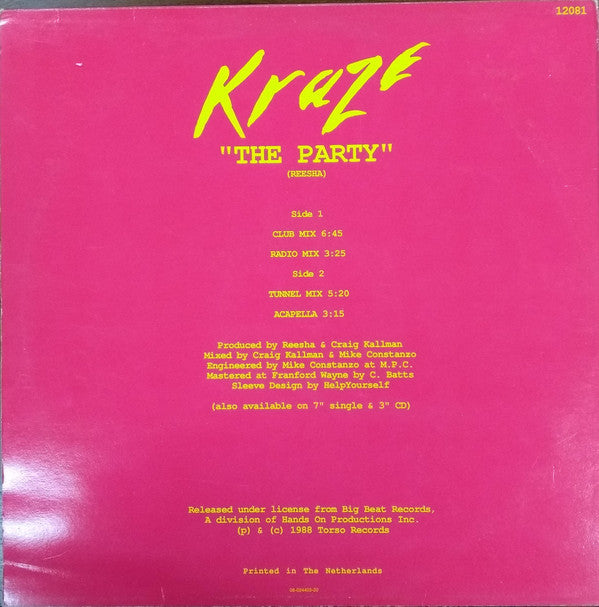 12081
Kraze
"THE PARTY"
(REESHA)
Side 1
CLUB MIX 6:45
RADIO MIX 3:25
Side 2
TUNNEL MIX 5:20
ACAPELLA 3:15
Produced by Reesha & Craig Kallman
Mixed by Craig Kallman & Mike Constanzo
Engineered by Mike Constanzo at M.P.C.
Mastered at Franford Wayne by C. Batts
Sleeve Design by HelpYourself
(also available on 7" single & 3" CD)
Released under license from Big Beat Records,
A division of Hands On Productions Inc.
(p) & (c) 1988 Torso Records
Printed in The Netherlands
08-024403-20